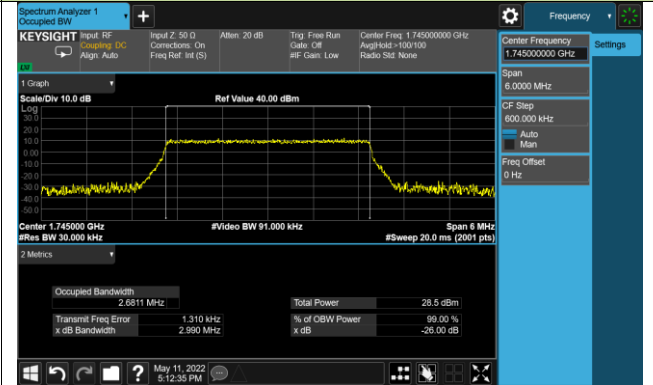 Spectrum Analyzer 1
Occupied BW
Frequency
KEYSIGHT
Input: RF
Coupling: DC
Align: Auto
Input Z: 50 Ω
Corrections: On
Freq Ref: Int (S)
Atten: 20 dB
Trig: Free Run
Gate: Off
#IF Gain: Low
Center Freq: 1.745000000 GHz
Avg|Hold:>100/100
Radio Std: None
Center Frequency
1.745000000 GHz
Settings
Span
6.0000 MHz
CF Step
600.000 kHz
Auto
Man
Freq Offset
0 Hz
1 Graph
Scale/Div 10.0 dB
Ref Value 40.00 dBm
Log
30.0
20.0
10.0
0.00
-10.0
-20.0
-30.0
-40.0
-50.0
Center 1.745000 GHz
#Video BW 91.000 kHz
Span 6 MHz
#Res BW 30.000 kHz
#Sweep 20.0 ms (2001 pts)
2 Metrics
Occupied Bandwidth
2.6811 MHz
Total Power 28.5 dBm
Transmit Freq Error 1.310 kHz
% of OBW Power 99.00 %
x dB Bandwidth 2.990 MHz
x dB -26.00 dB
May 11, 2022
5:12:35 PM